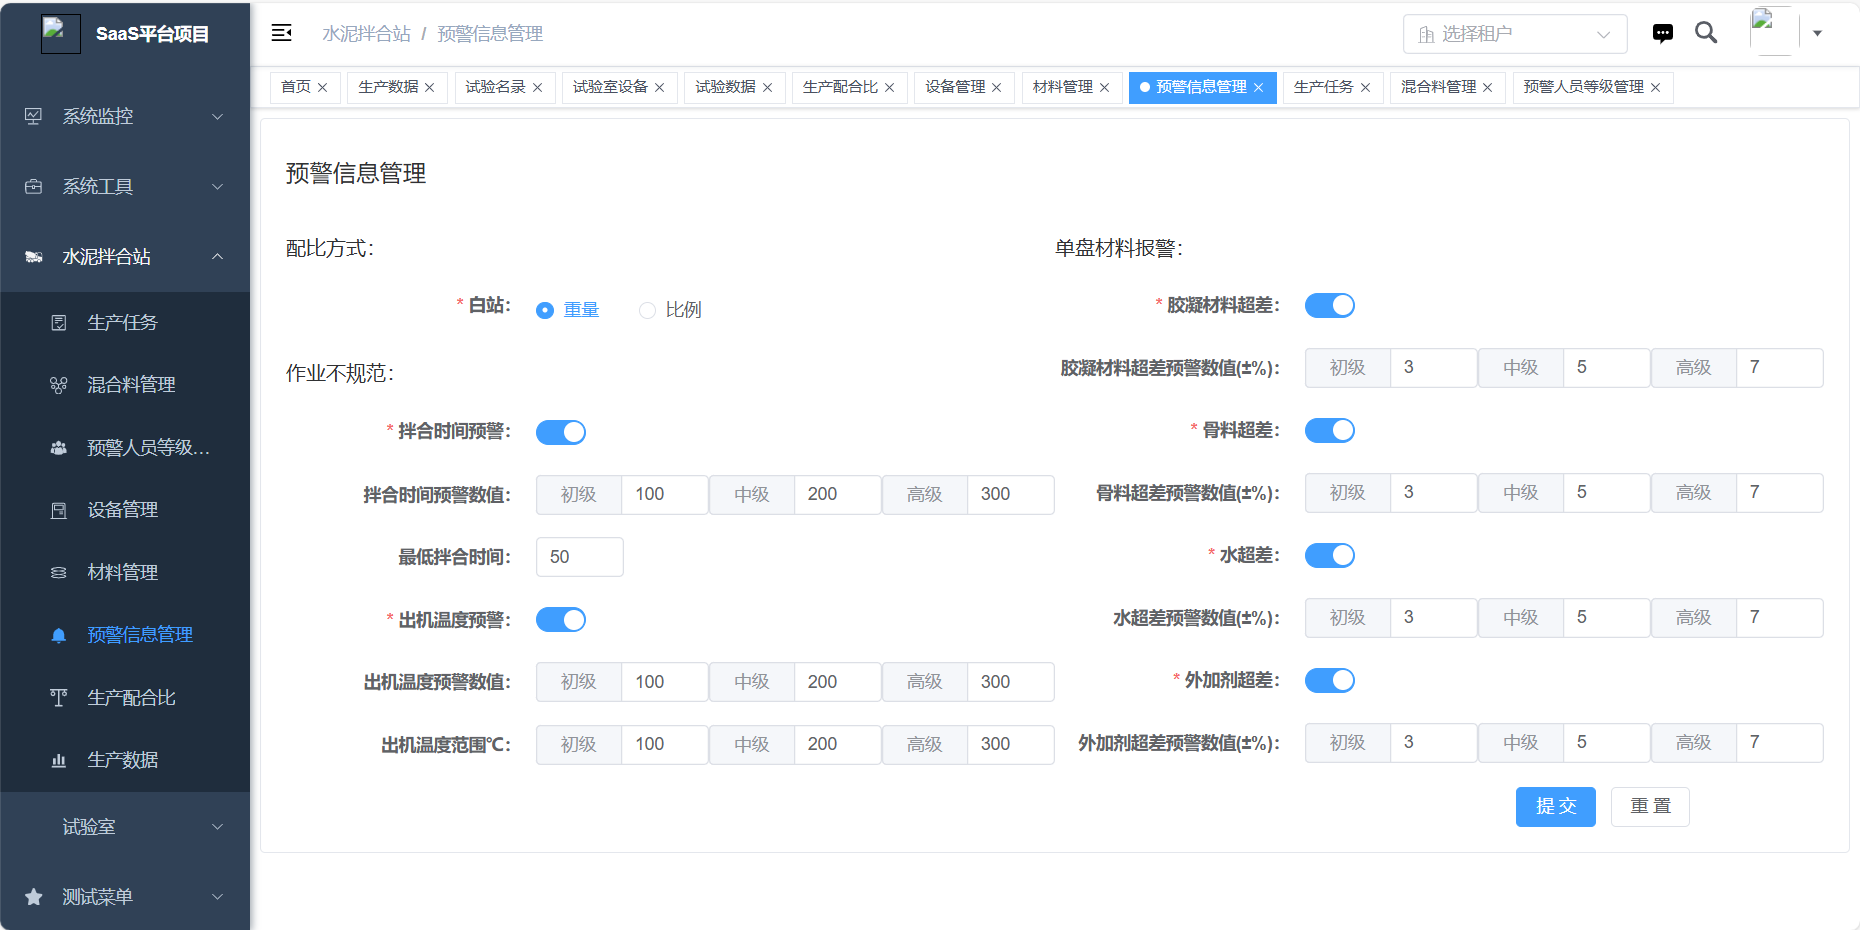 SaaS平台项目
水泥拌合站 / 预警信息管理
选择租户
首页
生产数据
试验名录
试验室设备
试验数据
生产配合比
设备管理
材料管理
预警信息管理
生产任务
混合料管理
预警人员等级管理
系统监控
系统工具
水泥拌合站
生产任务
混合料管理
预警人员等级...
设备管理
材料管理
预警信息管理
生产配合比
生产数据
试验室
测试菜单
预警信息管理
配比方式：
* 白站： 重量 比例
作业不规范：
* 拌合时间预警：
拌合时间预警数值： 初级 100 中级 200 高级 300
最低拌合时间： 50
* 出机温度预警：
出机温度预警数值： 初级 100 中级 200 高级 300
出机温度范围℃： 初级 100 中级 200 高级 300
单盘材料报警：
* 胶凝材料超差：
胶凝材料超差预警数值(±%)： 初级 3 中级 5 高级 7
* 骨料超差：
骨料超差预警数值(±%)： 初级 3 中级 5 高级 7
* 水超差：
水超差预警数值(±%)： 初级 3 中级 5 高级 7
* 外加剂超差：
外加剂超差预警数值(±%)： 初级 3 中级 5 高级 7
提交 重置